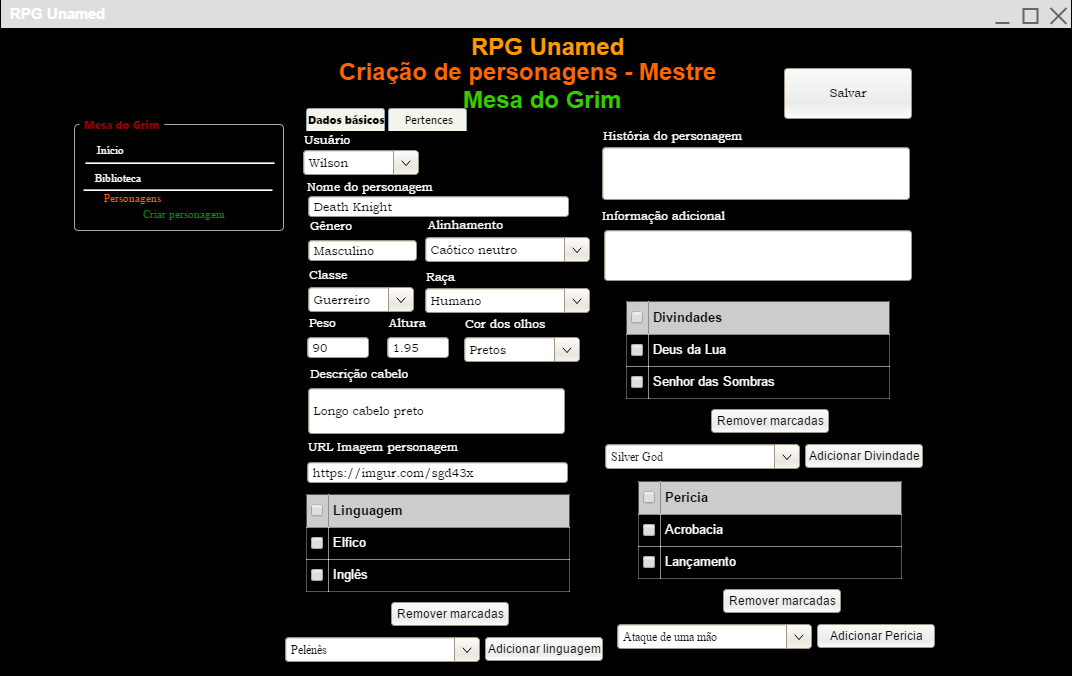 RPG Unamed
RPG Unamed
Criação de personagens - Mestre
Mesa do Grim
Salvar
Mesa do Grim
Início
Biblioteca
Personagens
Criar personagem
Dados básicos
Pertences
Usuário
Wilson
Nome do personagem
Death Knight
Gênero
Alinhamento
Masculino
Caótico neutro
Classe
Raça
Guerreiro
Humano
Peso
Altura
Cor dos olhos
90
1.95
Pretos
Descrição cabelo
Longo cabelo preto
URL Imagem personagem
https://imgur.com/sgd43x
Linguagem
Elfico
Inglês
Remover marcadas
Pelénês
Adicionar linguagem
História do personagem
Informação adicional
Divindades
Deus da Lua
Senhor das Sombras
Remover marcadas
Silver God
Adicionar Divindade
Pericia
Acrobacia
Lançamento
Remover marcadas
Ataque de uma mão
Adicionar Pericia